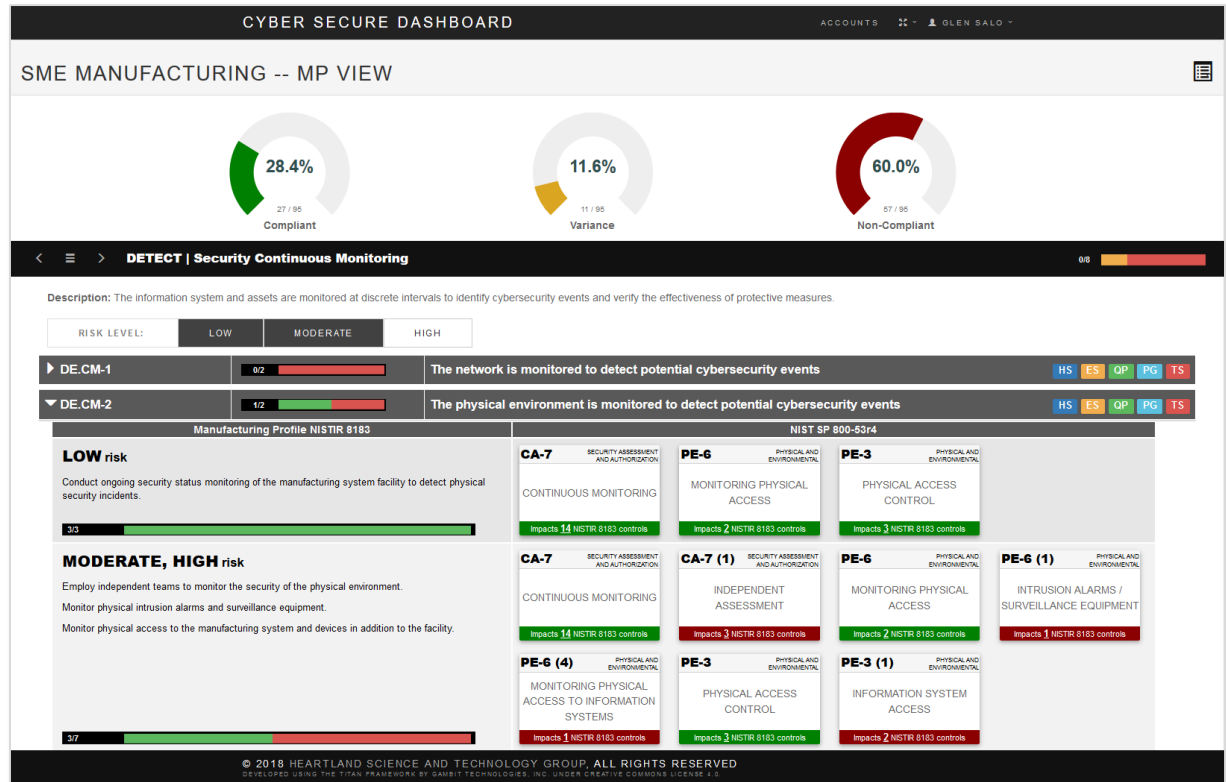 CYBER SECURE DASHBOARD
ACCOUNTS
GLEN SALO
SME MANUFACTURING -- MP VIEW
28.4%
27 / 95
Compliant
11.6%
11 / 95
Variance
60.0%
57 / 95
Non-Compliant
DETECT | Security Continuous Monitoring
0/8
Description: The information system and assets are monitored at discrete intervals to identify cybersecurity events and verify the effectiveness of protective measures.
RISK LEVEL:
LOW
MODERATE
HIGH
DE.CM-1
0/2
The network is monitored to detect potential cybersecurity events
HS ES QP PG TS
DE.CM-2
1/2
The physical environment is monitored to detect potential cybersecurity events
HS ES QP PG TS
Manufacturing Profile NISTIR 8183
NIST SP 800-53r4
LOW risk
Conduct ongoing security status monitoring of the manufacturing system facility to detect physical
security incidents.
3/3
CA-7
SECURITY ASSESSMENT
AND AUTHORIZATION
CONTINUOUS MONITORING
Impacts 14 NISTIR 8183 controls
PE-6
PHYSICAL AND
ENVIRONMENTAL
MONITORING PHYSICAL
ACCESS
Impacts 2 NISTIR 8183 controls
PE-3
PHYSICAL AND
ENVIRONMENTAL
PHYSICAL ACCESS
CONTROL
Impacts 3 NISTIR 8183 controls
MODERATE, HIGH risk
Employ independent teams to monitor the security of the physical environment.
Monitor physical intrusion alarms and surveillance equipment.
Monitor physical access to the manufacturing system and devices in addition to the facility.
3/7
CA-7
SECURITY ASSESSMENT
AND AUTHORIZATION
CONTINUOUS MONITORING
Impacts 14 NISTIR 8183 controls
CA-7 (1)
SECURITY ASSESSMENT
AND AUTHORIZATION
INDEPENDENT
ASSESSMENT
Impacts 3 NISTIR 8183 controls
PE-6
PHYSICAL AND
ENVIRONMENTAL
MONITORING PHYSICAL
ACCESS
Impacts 2 NISTIR 8183 controls
PE-6 (1)
PHYSICAL AND
ENVIRONMENTAL
INTRUSION ALARMS /
SURVEILLANCE EQUIPMENT
Impacts 1 NISTIR 8183 controls
PE-6 (4)
PHYSICAL AND
ENVIRONMENTAL
MONITORING PHYSICAL
ACCESS TO INFORMATION
SYSTEMS
Impacts 1 NISTIR 8183 controls
PE-3
PHYSICAL AND
ENVIRONMENTAL
PHYSICAL ACCESS
CONTROL
Impacts 3 NISTIR 8183 controls
PE-3 (1)
PHYSICAL AND
ENVIRONMENTAL
INFORMATION SYSTEM
ACCESS
Impacts 2 NISTIR 8183 controls
© 2018 HEARTLAND SCIENCE AND TECHNOLOGY GROUP, ALL RIGHTS RESERVED
DEVELOPED USING THE TITAN FRAMEWORK BY GAMBIT TECHNOLOGIES, INC. UNDER CREATIVE COMMONS LICENSE 4.0.